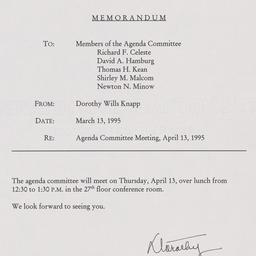 MEMORANDUM
TO: Members of the Agenda Committee
Richard F. Celeste
David A. Hamburg
Thomas H. Kean
Shirley M. Malcom
Newton N. Minow
FROM: Dorothy Wills Knapp
DATE: March 13, 1995
RE: Agenda Committee Meeting, April 13, 1995
The agenda committee will meet on Thursday, April 13, over lunch from
12:30 to 1:30 P.M. in the 27th floor conference room.
We look forward to seeing you.
Dorothy